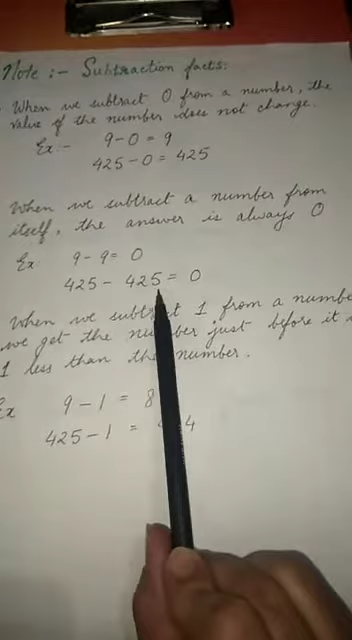 Note :- Subtraction facts:
When we subtract 0 from a number, the
value of the number does not change.
Ex:- 9-0 = 9
425-0 = 425
When we subtract a number from
itself, the answer is always 0
Ex: 9-9= 0
425 - 425 = 0
When we subtract 1 from a number
we get the number just before it
1 less than the number.
Ex 9-1 = 8
425-1 = 4